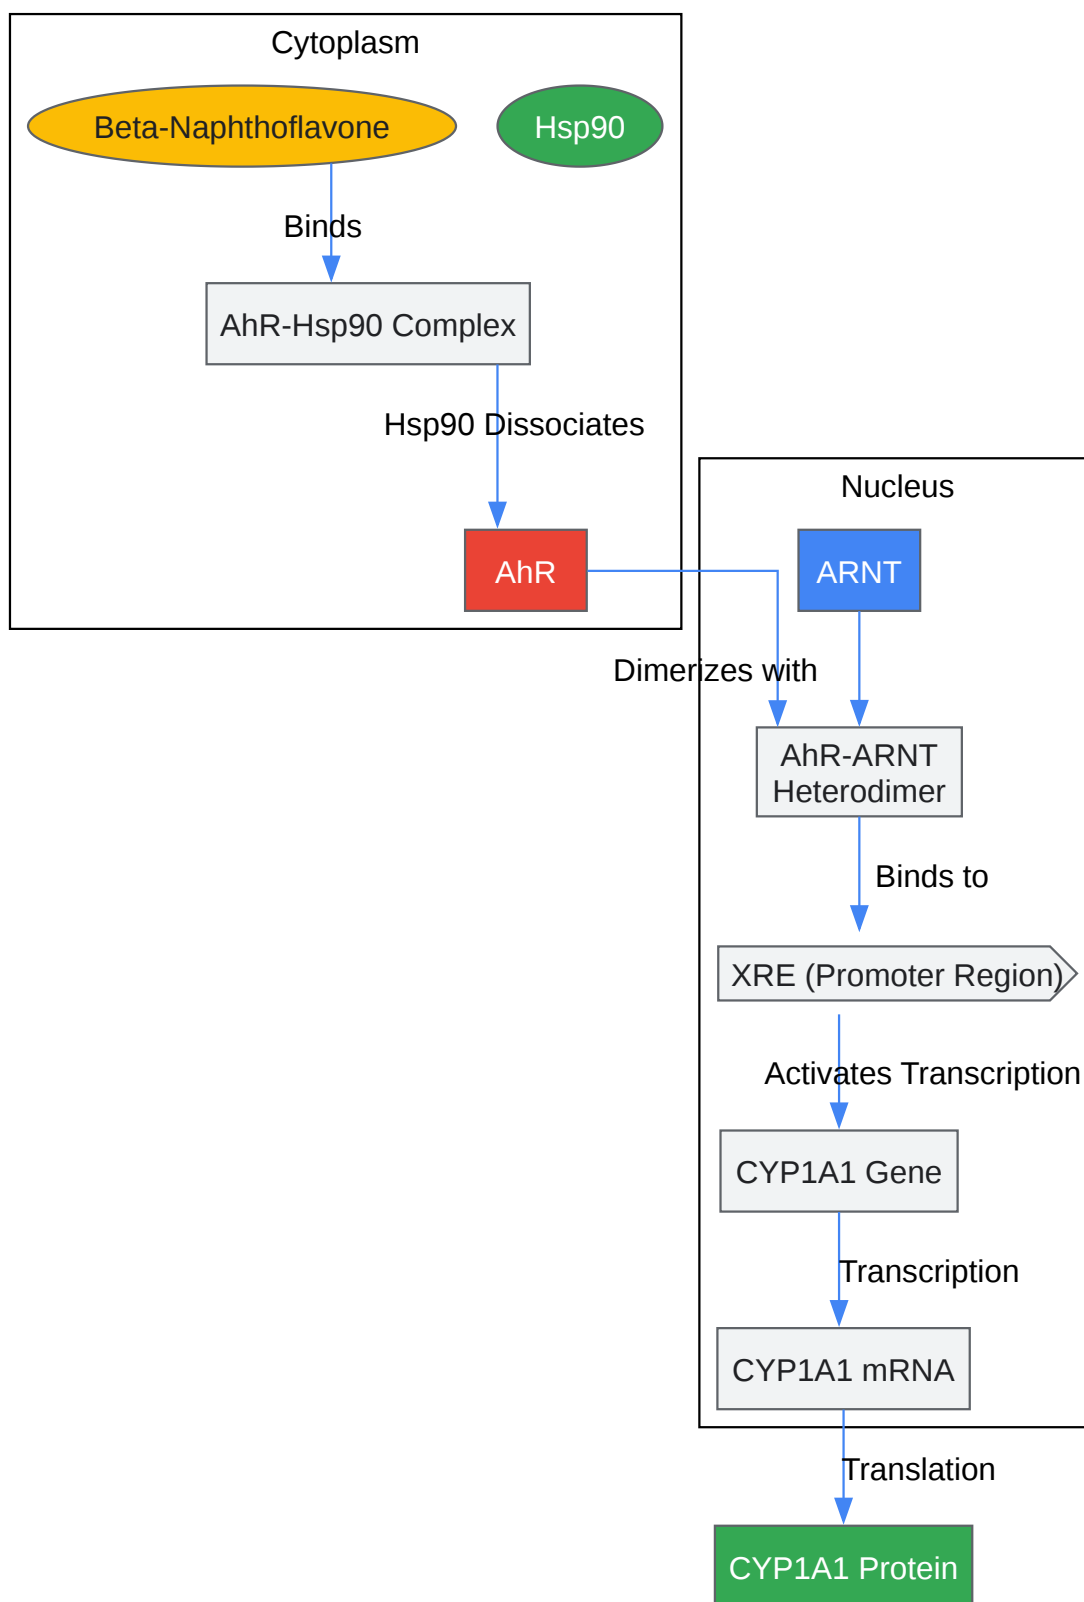 Cytoplasm
Beta-Naphthoflavone
Hsp90
Binds
AhR-Hsp90 Complex
Hsp90 Dissociates
AhR
Nucleus
ARNT
Dimerizes with
AhR-ARNT
Heterodimer
Binds to
XRE (Promoter Region)
Activates Transcription
CYP1A1 Gene
Transcription
CYP1A1 mRNA
Translation
CYP1A1 Protein